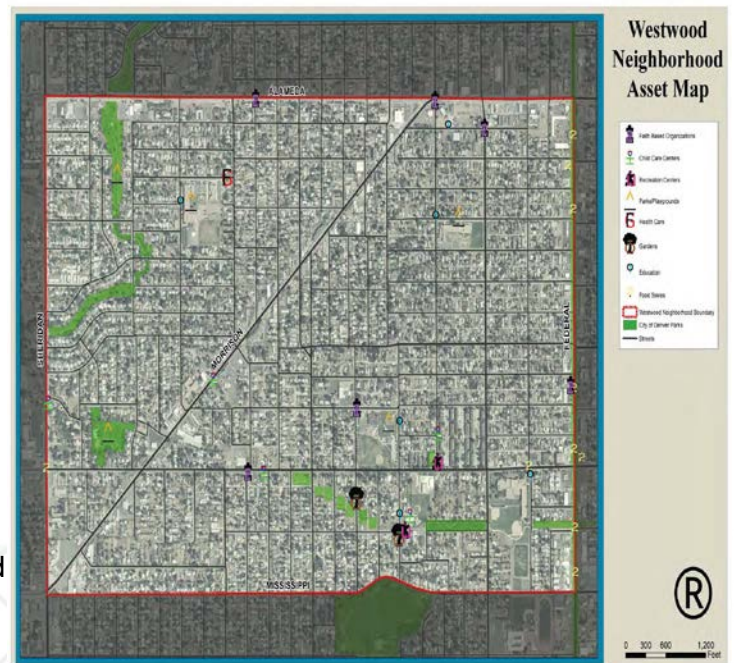 Westwood
Neighborhood
Asset Map
Faith Based Organizations
Child Care Centers
Recreation Centers
Parks/Playgrounds
Health Care
Gardens
Education
Food Stores
Westwood Neighborhood Boundary
City of Denver Parks
Streets
ALAMEDA
SHERIDAN
MORRISON
FEDERAL
MISSISSIPPI
®
0 300 600 1,200
Feet